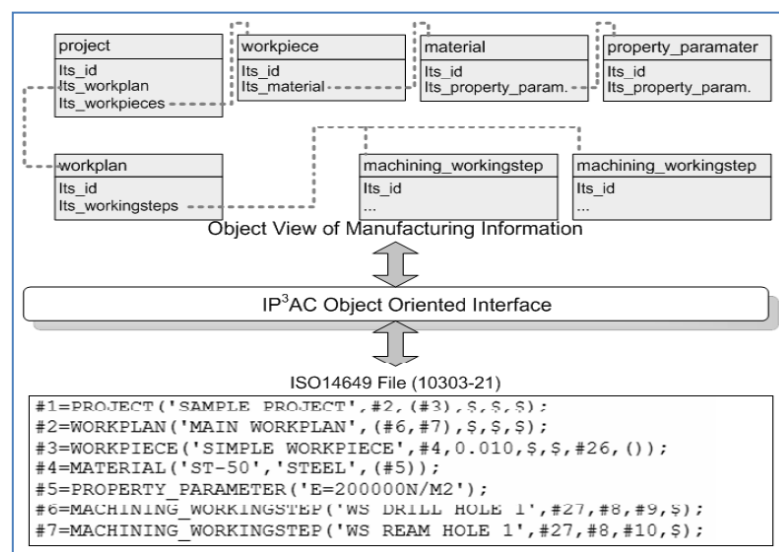 project
Its_id
Its_workplan
Its_workpieces
workpiece
Its_id
Its_material
material
Its_id
Its_property_param.
property_paramater
Its_id
Its_property_param.
workplan
Its_id
Its_workingsteps
machining_workingstep
Its_id
...
machining_workingstep
Its_id
...
Object View of Manufacturing Information
IP³AC Object Oriented Interface
ISO14649 File (10303-21)
#1=PROJECT('SAMPLE PROJECT',#2,(#3),$,$,$);
#2=WORKPLAN('MAIN WORKPLAN',(#6,#7),$,$,$);
#3=WORKPIECE('SIMPLE WORKPIECE',#4,0.010,$,$,#26,());
#4=MATERIAL('ST-50','STEEL',(#5));
#5=PROPERTY_PARAMETER('E=200000N/M2');
#6=MACHINING_WORKINGSTEP('WS DRILL HOLE 1',#27,#8,#9,$);
#7=MACHINING_WORKINGSTEP('WS REAM HOLE 1',#27,#8,#10,$);